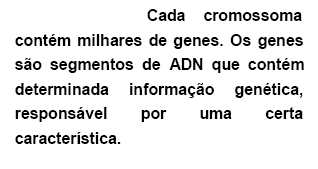 Cada cromossoma
contém milhares de genes. Os genes
são segmentos de ADN que contém
determinada informação genética,
responsável por uma certa
característica.